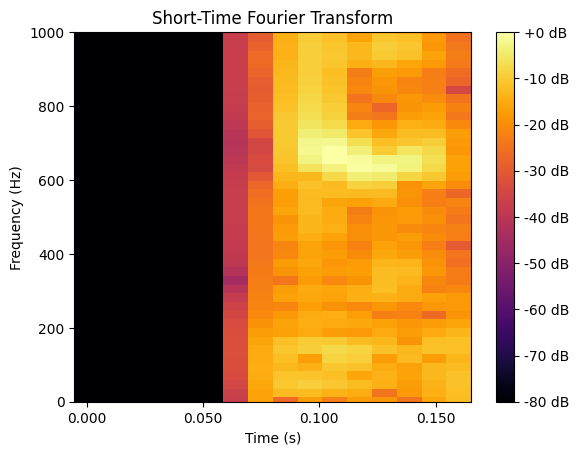 Short-Time Fourier Transform
1000
800
600
400
200
0
Frequency (Hz)
0.000
0.050
0.100
0.150
Time (s)
+0 dB
-10 dB
-20 dB
-30 dB
-40 dB
-50 dB
-60 dB
-70 dB
-80 dB